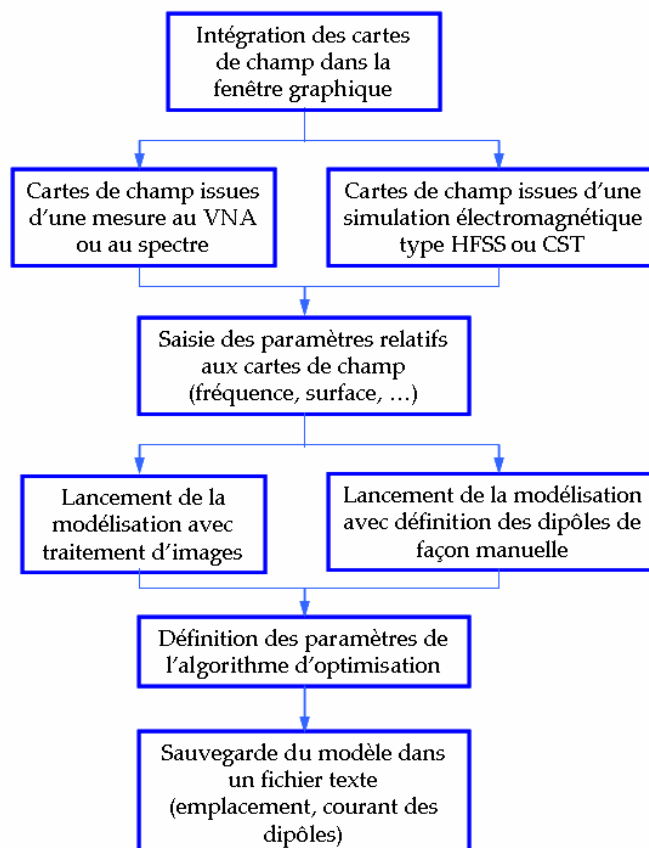 Intégration des cartes
de champ dans la
fenêtre graphique
Cartes de champ issues
d'une mesure au VNA
ou au spectre
Cartes de champ issues d'une
simulation électromagnétique
type HFSS ou CST
Saisie des paramètres relatifs
aux cartes de champ
(fréquence, surface, …)
Lancement de la
modélisation avec
traitement d'images
Lancement de la modélisation
avec définition des dipôles de
façon manuelle
Définition des paramètres de
l'algorithme d'optimisation
Sauvegarde du modèle dans
un fichier texte
(emplacement, courant des
dipôles)